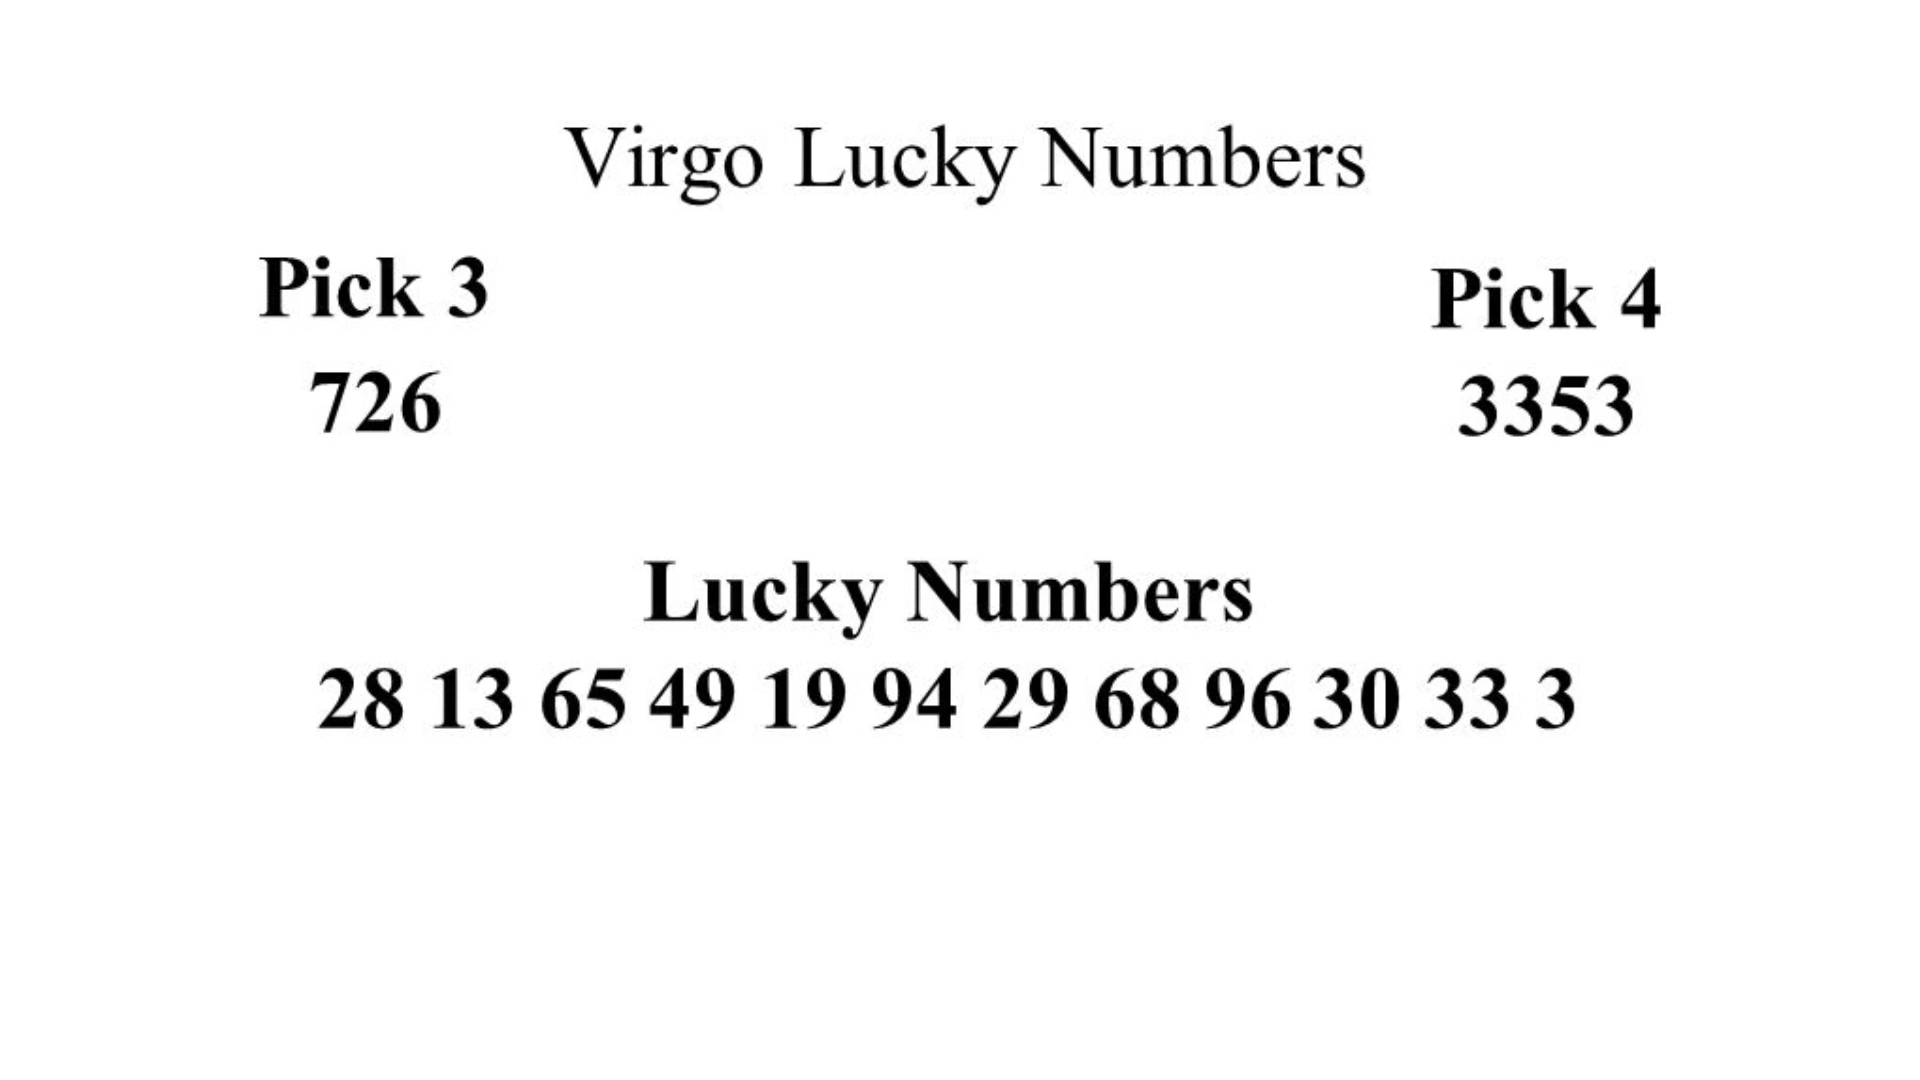 Virgo Lucky Numbers
Pick 3
726
Pick 4
3353
Lucky Numbers
28 13 65 49 19 94 29 68 96 30 33 3